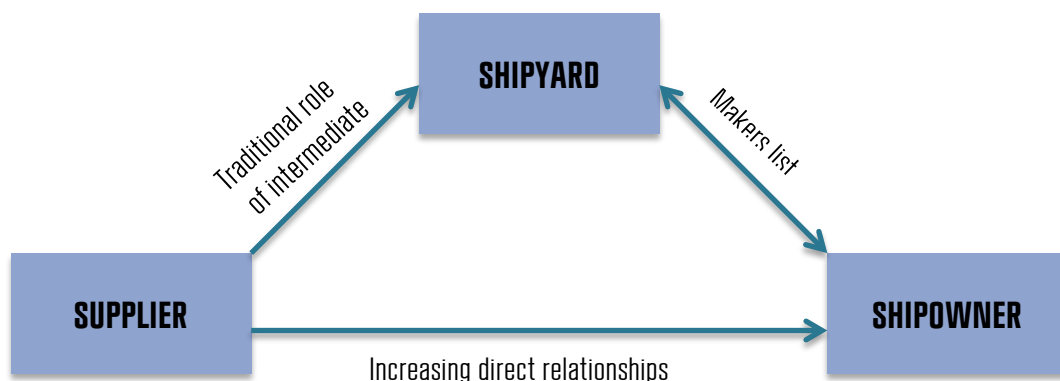 SHIPYARD
Traditional role
of intermediate
Makers list
SUPPLIER
SHIPOWNER
Increasing direct relationships